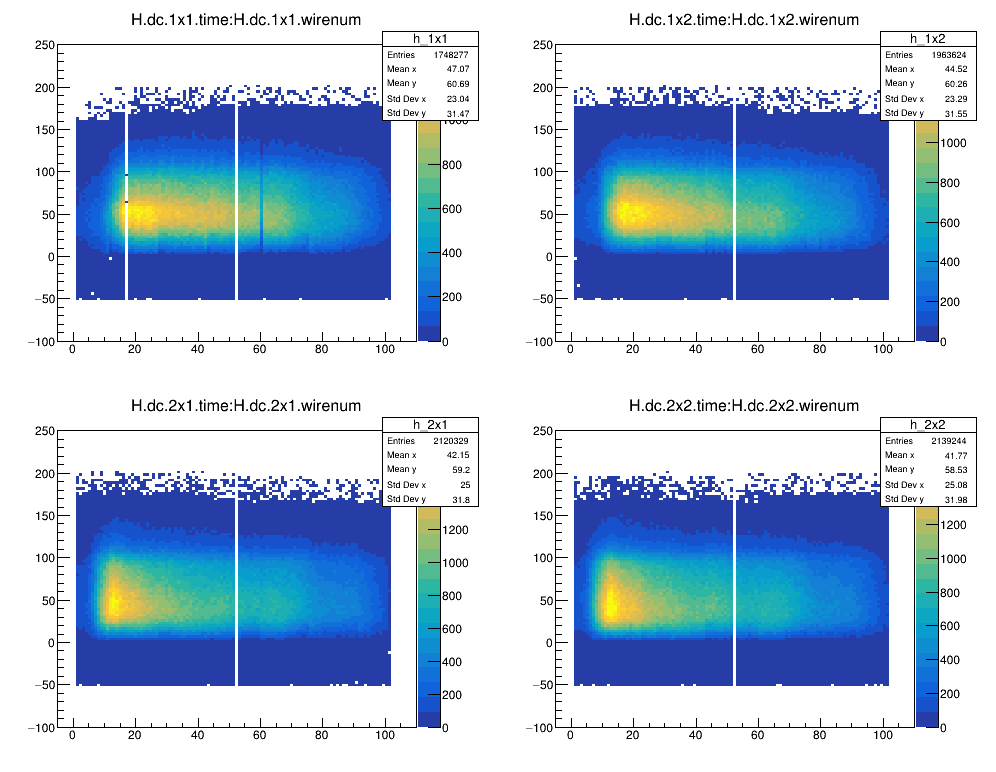 H.dc.1x1.time:H.dc.1x1.wirenum
h_1x1
Entries 1748277
Mean x 47.07
Mean y 60.69
Std Dev x 23.04
Std Dev y 31.47
250
200
150
100
50
0
−50
−100
0 20 40 60 80 100
1000
800
600
400
200
0
H.dc.1x2.time:H.dc.1x2.wirenum
h_1x2
Entries 1963624
Mean x 44.52
Mean y 60.26
Std Dev x 23.29
Std Dev y 31.55
250
200
150
100
50
0
−50
−100
0 20 40 60 80 100
1000
800
600
400
200
0
H.dc.2x1.time:H.dc.2x1.wirenum
h_2x1
Entries 2120329
Mean x 42.15
Mean y 59.2
Std Dev x 25
Std Dev y 31.8
250
200
150
100
50
0
−50
−100
0 20 40 60 80 100
1200
1000
800
600
400
200
0
H.dc.2x2.time:H.dc.2x2.wirenum
h_2x2
Entries 2139244
Mean x 41.77
Mean y 58.53
Std Dev x 25.08
Std Dev y 31.98
250
200
150
100
50
0
−50
−100
0 20 40 60 80 100
1200
1000
800
600
400
200
0